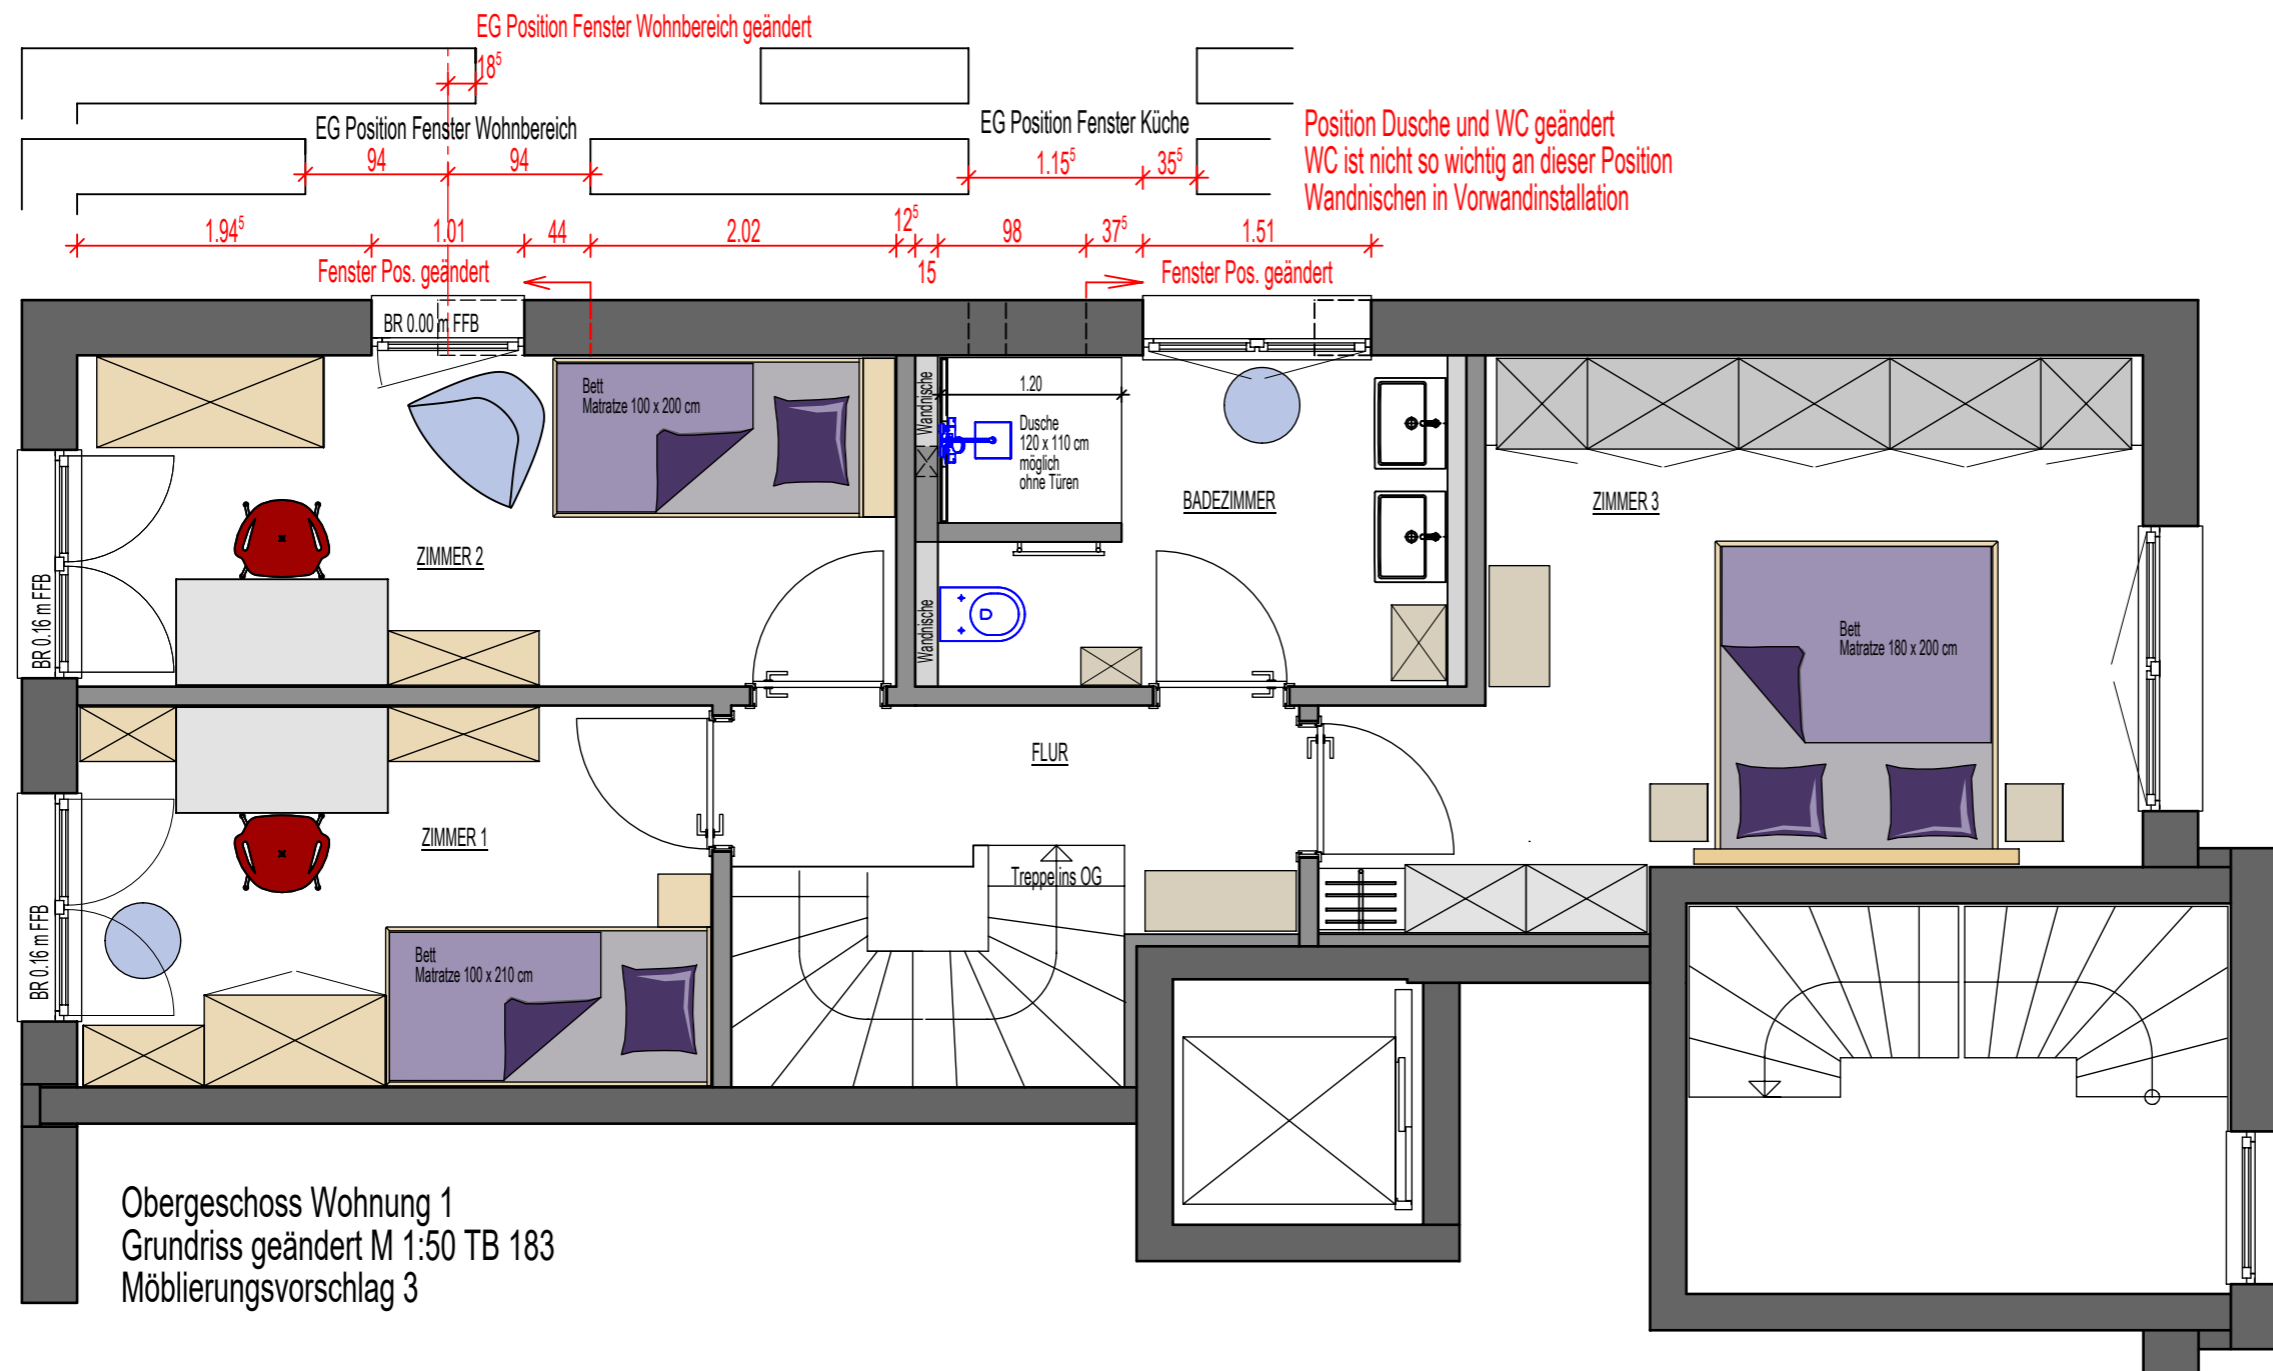 EG Position Fenster Wohnbereich geändert
18⁵
EG Position Fenster Wohnbereich
EG Position Fenster Küche
94
94
1.15⁵
35⁵
Position Dusche und WC geändert
WC ist nicht so wichtig an dieser Position
Wandnischen in Vorwandinstallation
1.94⁵
1.01
44
2.02
12⁵
15
98
37⁵
1.51
Fenster Pos. geändert
Fenster Pos. geändert
BR 0.00 m FFB
Bett
Matratze 100 x 200 cm
Wandnische
1.20
Dusche
120 x 110 cm
möglich
ohne Türen
BADEZIMMER
ZIMMER 3
ZIMMER 2
BR 0.16 m FFB
Wandnische
Bett
Matratze 180 x 200 cm
FLUR
ZIMMER 1
Treppe ins OG
BR 0.16 m FFB
Bett
Matratze 100 x 210 cm
Obergeschoss Wohnung 1
Grundriss geändert M 1:50 TB 183
Möblierungsvorschlag 3